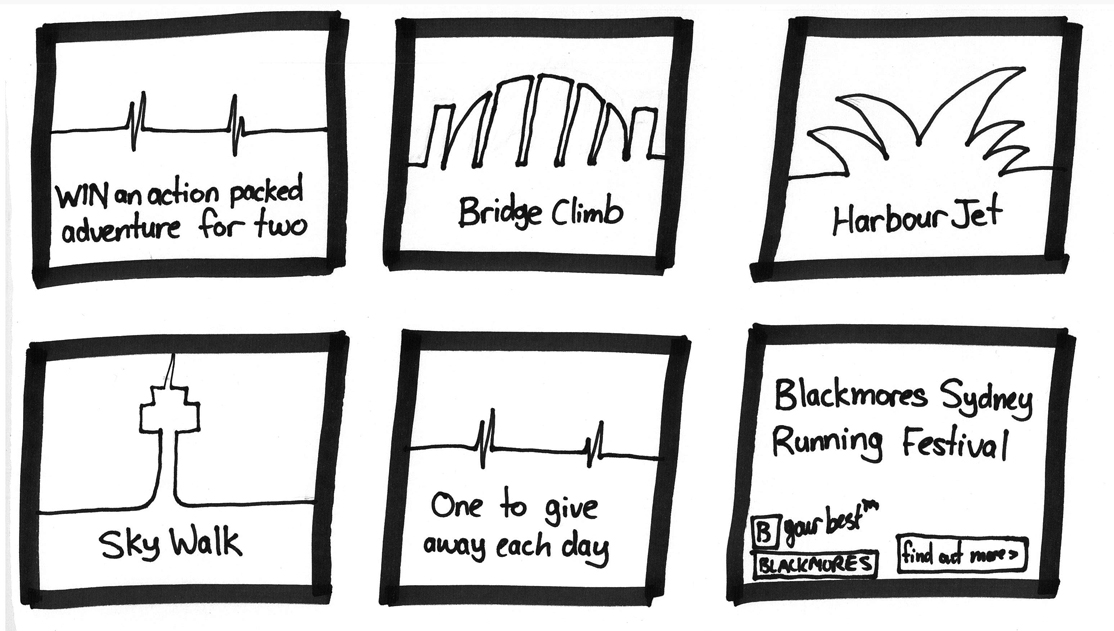 WIN an action packed
adventure for two
Bridge Climb
Harbour Jet
Sky Walk
One to give
away each day
Blackmores Sydney
Running Festival
B your best™
BLACKMORES
find out more >